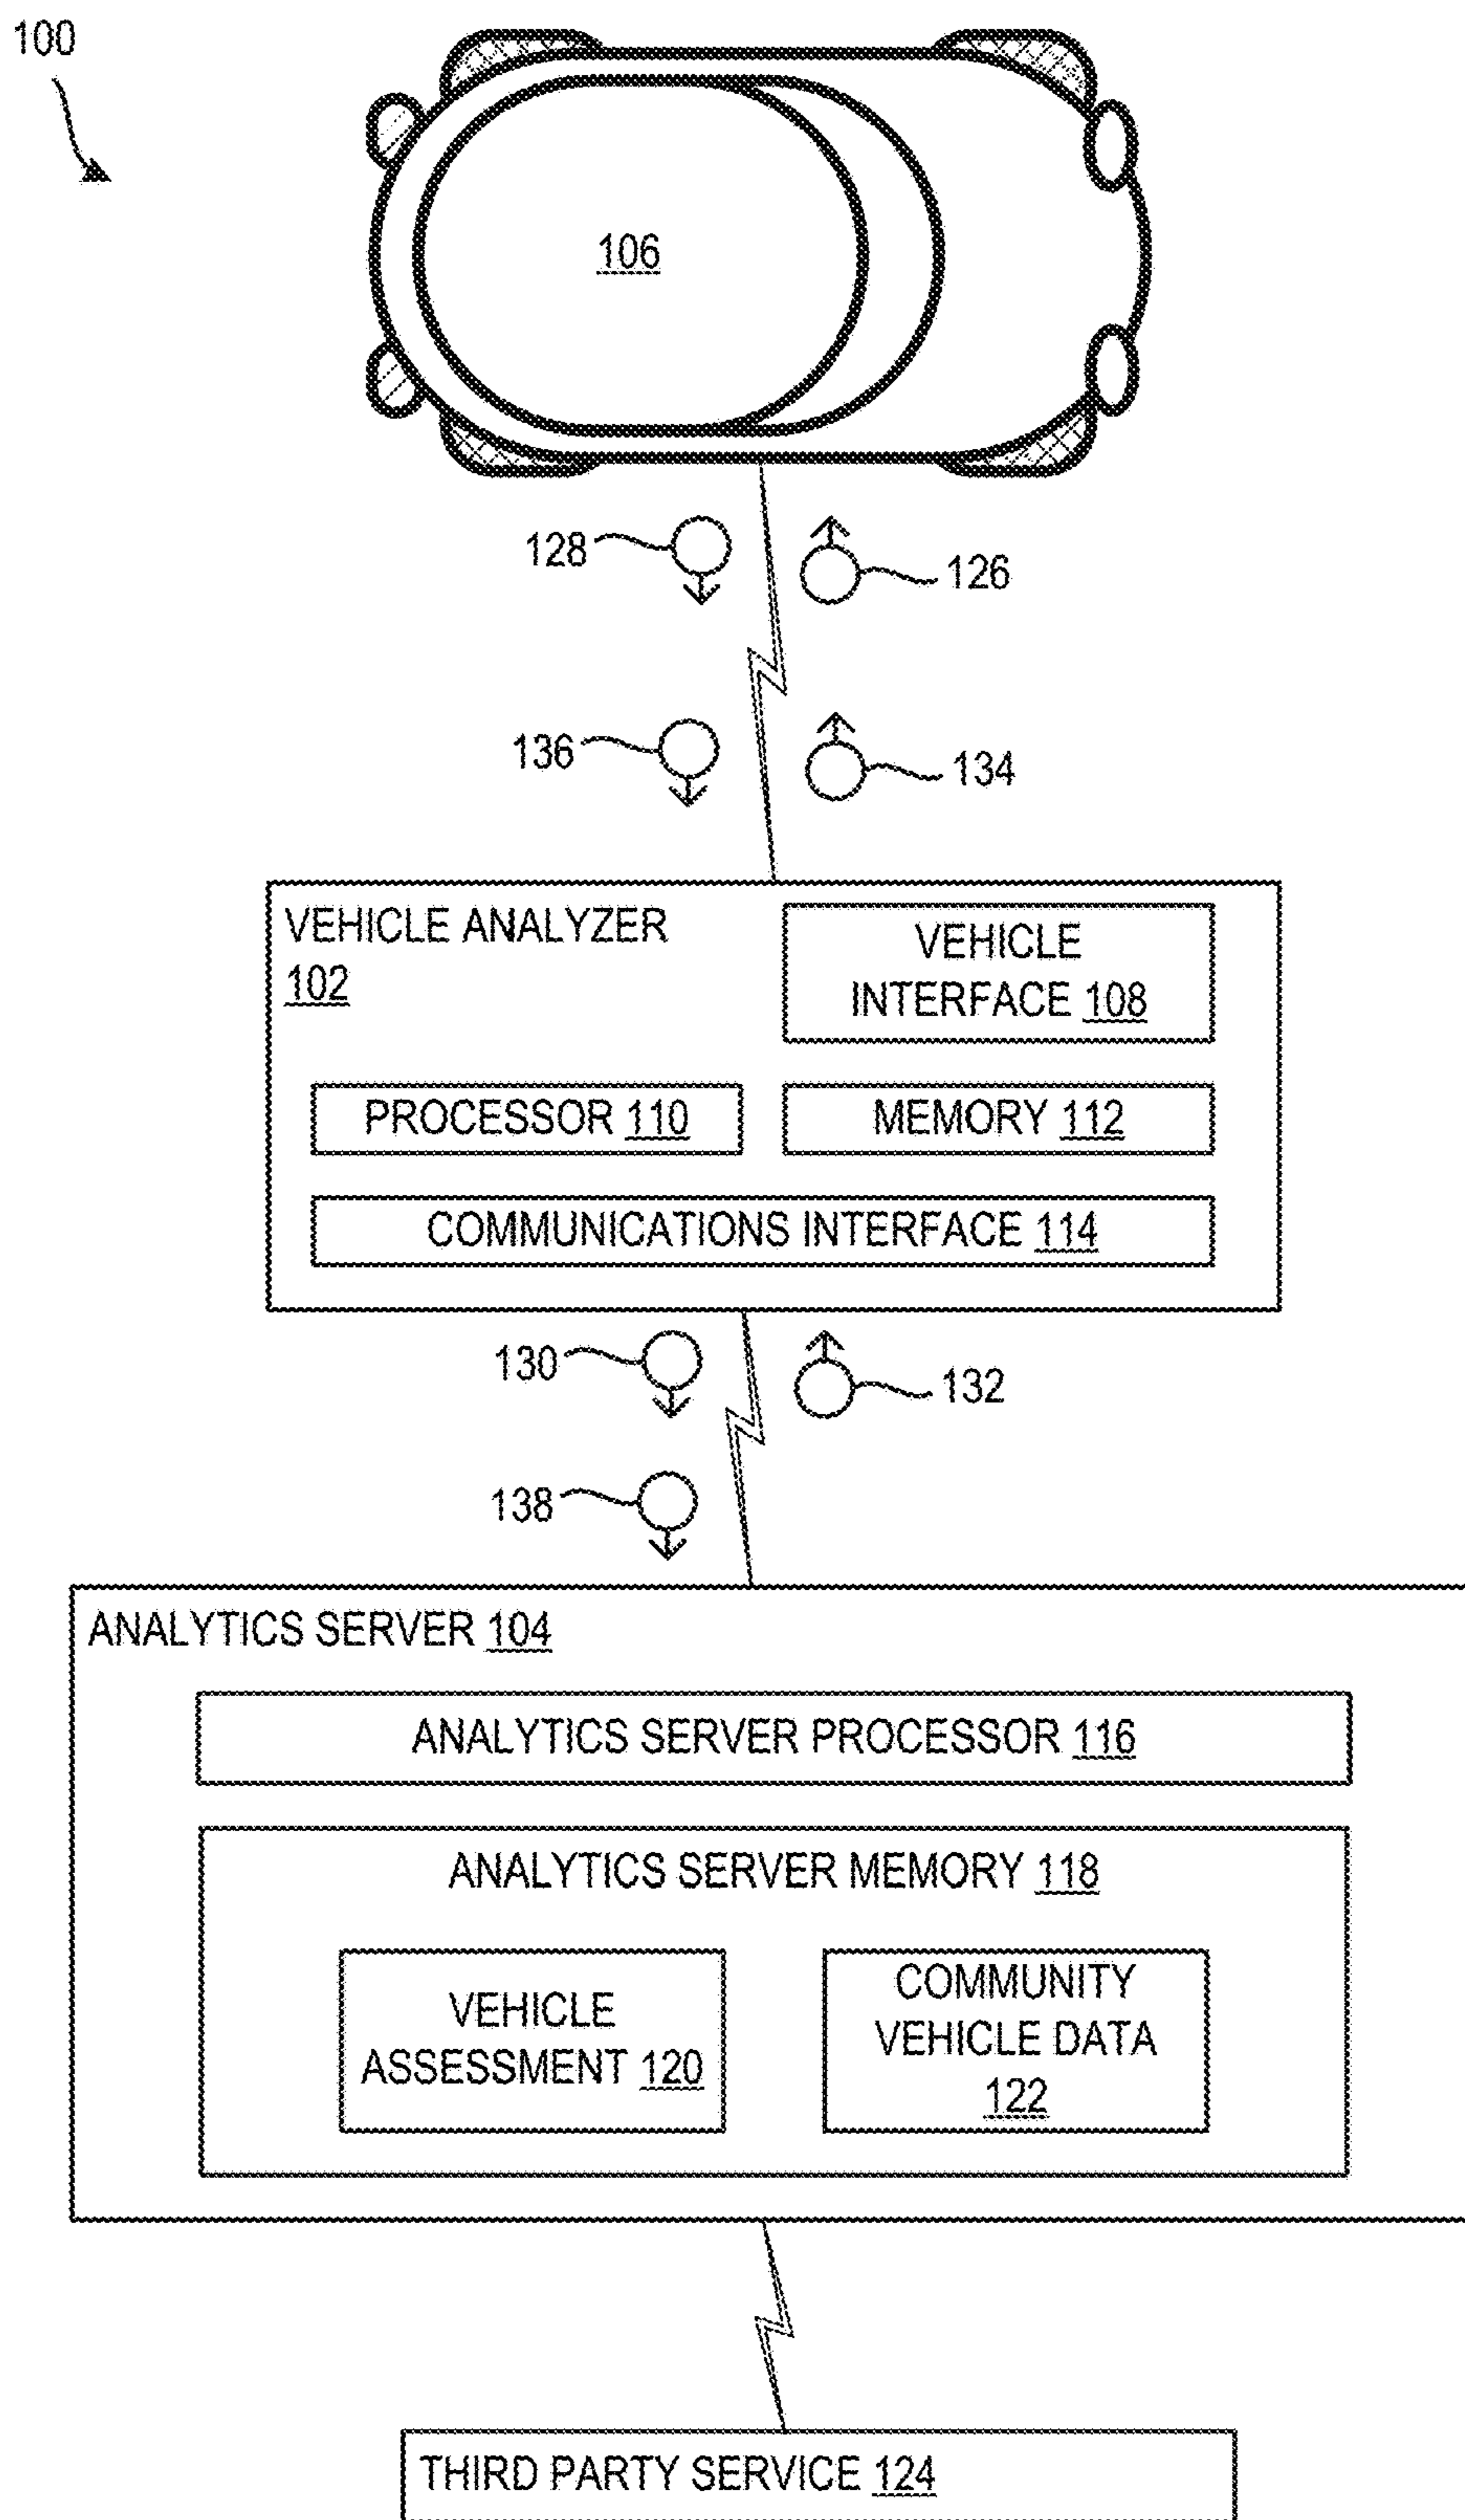 100
106
128
126
136
134
VEHICLE ANALYZER
102
VEHICLE
INTERFACE 108
PROCESSOR 110
MEMORY 112
COMMUNICATIONS INTERFACE 114
130
132
138
ANALYTICS SERVER 104
ANALYTICS SERVER PROCESSOR 116
ANALYTICS SERVER MEMORY 118
VEHICLE
ASSESSMENT 120
COMMUNITY
VEHICLE DATA
122
THIRD PARTY SERVICE 124